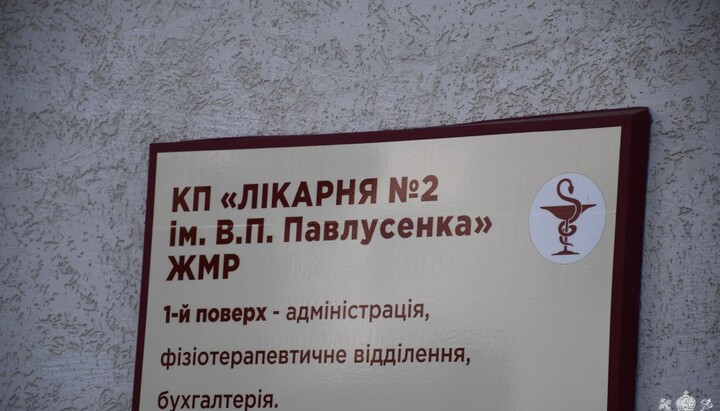 КП «ЛІКАРНЯ №2
ім. В.П. Павлусенка»
ЖМР
1-й поверх - адміністрація,
фізіотерапевтичне відділення,
бухгалтерія.